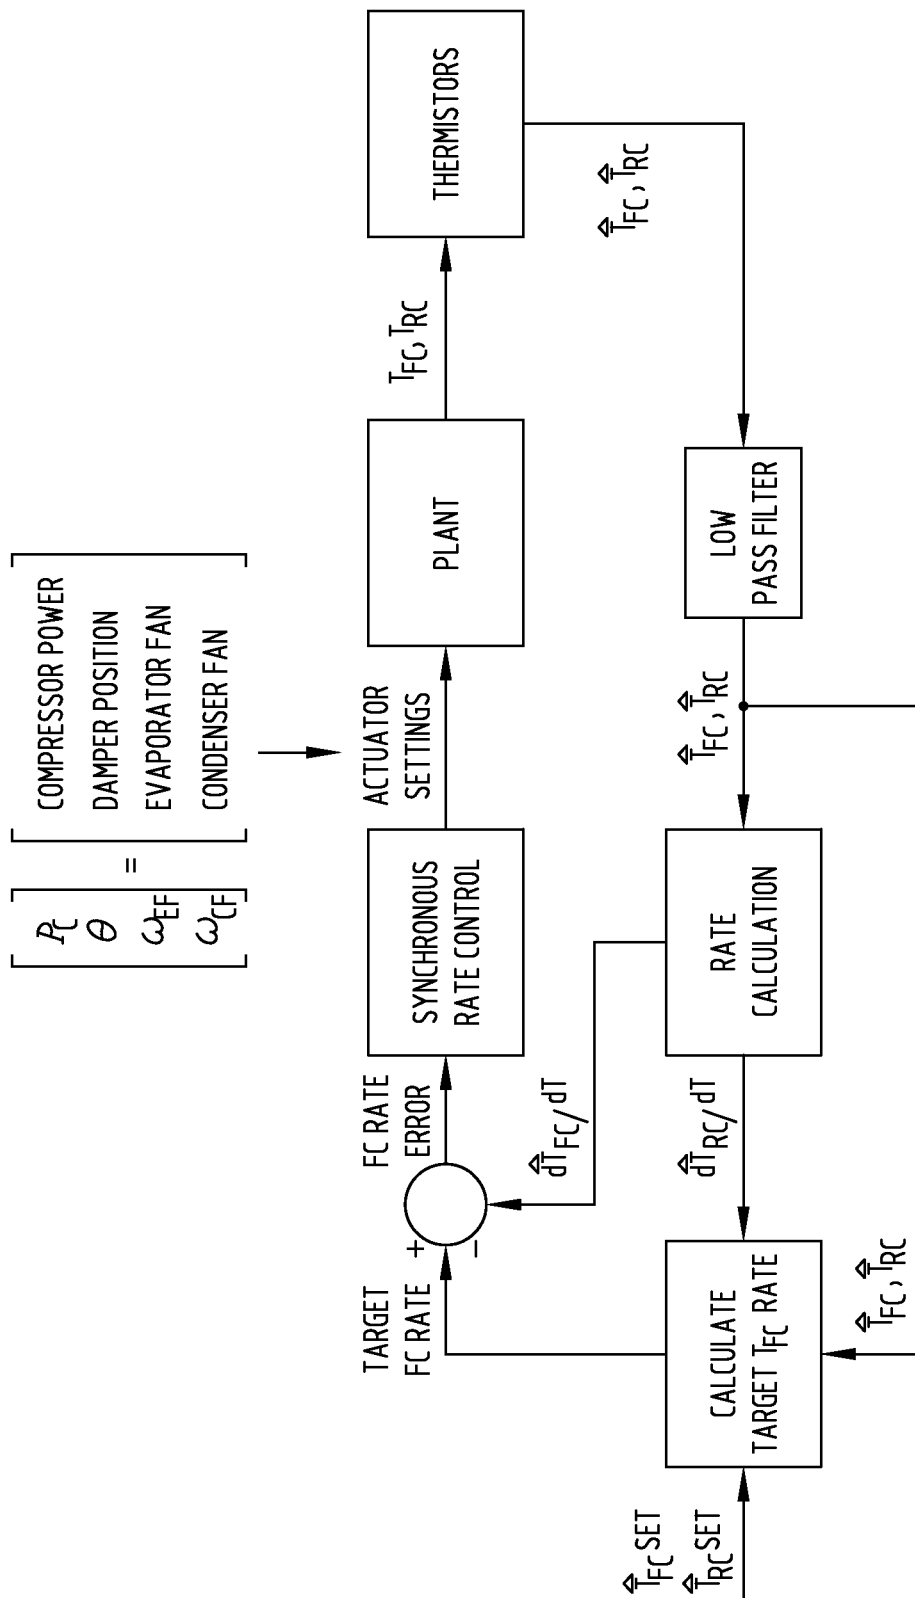 [P_C θ ω_EF ω_CF] = [COMPRESSOR POWER
DAMPER POSITION
EVAPORATOR FAN
CONDENSER FAN]
TARGET
FC RATE
+
−
FC RATE
ERROR
SYNCHRONOUS
RATE CONTROL
ACTUATOR
SETTINGS
PLANT
T_FC, T_RC
THERMISTORS
T̂_FC, T̂_RC
LOW
PASS FILTER
T̂_FC, T̂_RC
RATE
CALCULATION
dT̂_FC/dT
dT̂_RC/dT
CALCULATE
TARGET T_FC RATE
T̂_FC SET
T̂_RC SET
T̂_FC, T̂_RC